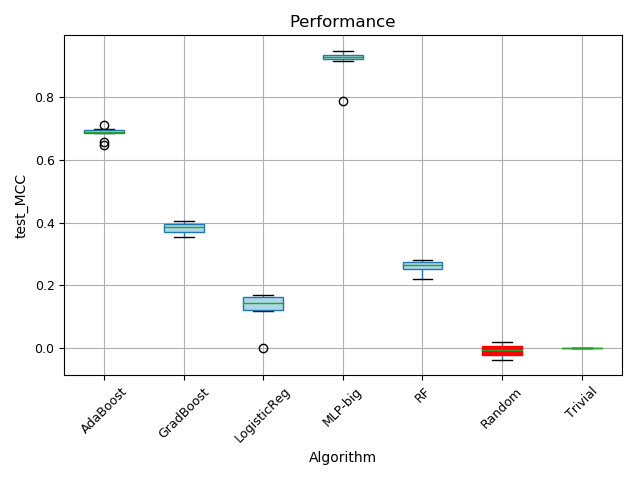 Performance
test_MCC
0.8
0.6
0.4
0.2
0.0
AdaBoost
GradBoost
LogisticReg
MLP-big
RF
Random
Trivial
Algorithm